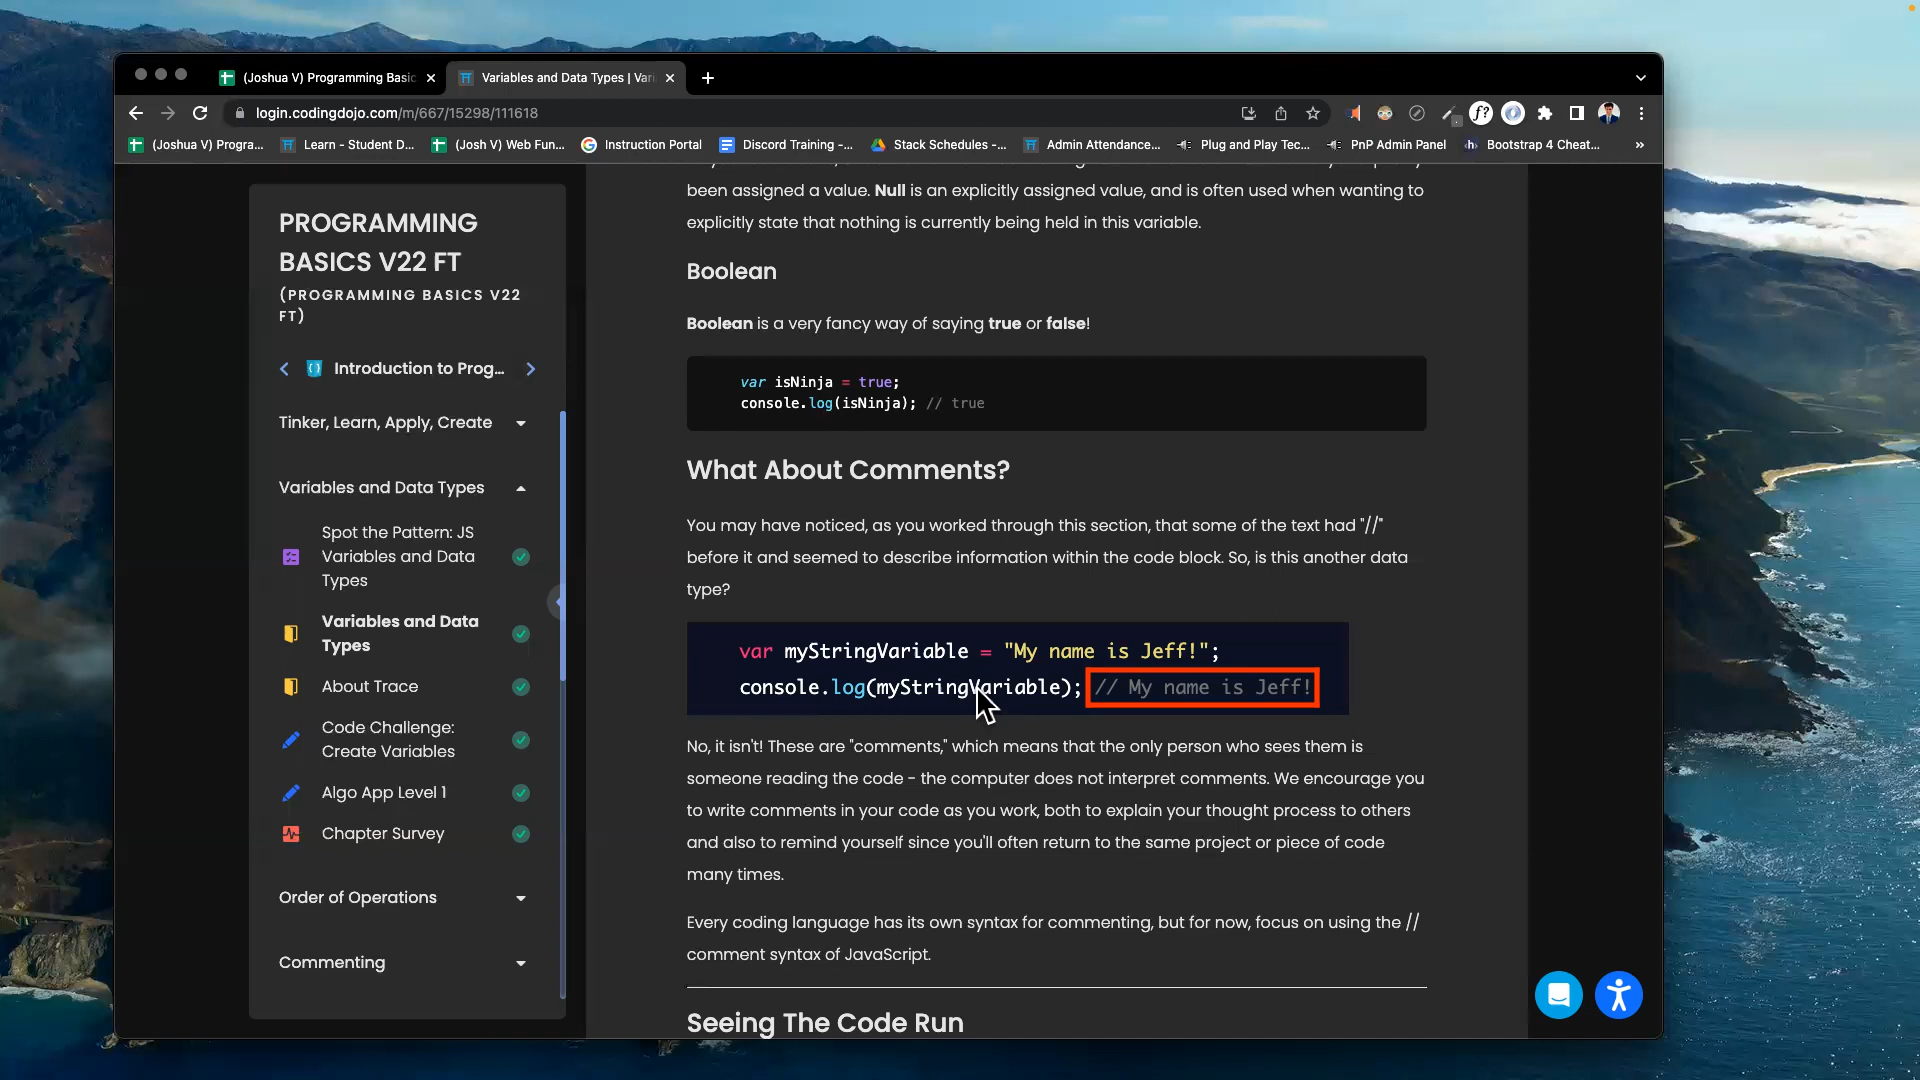 (Joshua V) Programming Basic
Variables and Data Types | Vari
login.codingdojo.com/m/667/15298/111618
(Joshua V) Progra...
Learn - Student D...
(Josh V) Web Fun...
Instruction Portal
Discord Training -...
Stack Schedules -...
Admin Attendance...
Plug and Play Tec...
PnP Admin Panel
Bootstrap 4 Cheat...
»
PROGRAMMING
BASICS V22 FT
(PROGRAMMING BASICS V22
FT)
Introduction to Prog...
Tinker, Learn, Apply, Create
Variables and Data Types
Spot the Pattern: JS
Variables and Data
Types
Variables and Data
Types
About Trace
Code Challenge:
Create Variables
Algo App Level 1
Chapter Survey
Order of Operations
Commenting
been assigned a value. Null is an explicitly assigned value, and is often used when wanting to
explicitly state that nothing is currently being held in this variable.
Boolean
Boolean is a very fancy way of saying true or false!
var isNinja = true;
console.log(isNinja); // true
What About Comments?
You may have noticed, as you worked through this section, that some of the text had "//"
before it and seemed to describe information within the code block. So, is this another data
type?
var myStringVariable = "My name is Jeff!";
console.log(myStringVariable); // My name is Jeff!
No, it isn't! These are "comments," which means that the only person who sees them is
someone reading the code - the computer does not interpret comments. We encourage you
to write comments in your code as you work, both to explain your thought process to others
and also to remind yourself since you'll often return to the same project or piece of code
many times.
Every coding language has its own syntax for commenting, but for now, focus on using the //
comment syntax of JavaScript.
Seeing The Code Run